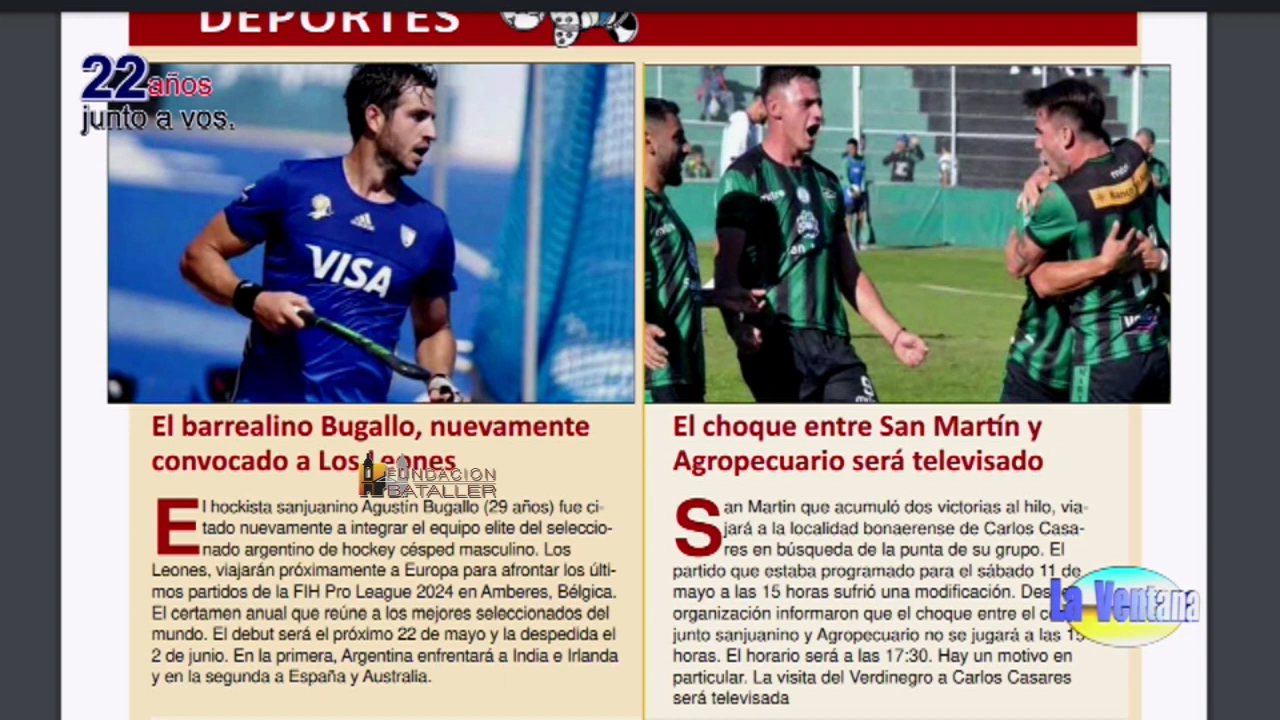 DEPORTES
22 años
junto a vos.
VISA
El barrealino Bugallo, nuevamente
convocado a Los Leones
FUNDACION
BATALLER
El hockista sanjuanino Agustín Bugallo (29 años) fue ci-
tado nuevamente a integrar el equipo elite del seleccio-
nado argentino de hockey césped masculino. Los
Leones, viajarán próximamente a Europa para afrontar los últi-
mos partidos de la FIH Pro League 2024 en Amberes, Bélgica.
El certamen anual que reúne a los mejores seleccionados del
mundo. El debut será el próximo 22 de mayo y la despedida el
2 de junio. En la primera, Argentina enfrentará a India e Irlanda
y en la segunda a España y Australia.
El choque entre San Martín y
Agropecuario será televisado
San Martin que acumuló dos victorias al hilo, via-
jará a la localidad bonaerense de Carlos Casa-
res en búsqueda de la punta de su grupo. El
partido que estaba programado para el sábado 11 de
mayo a las 15 horas sufrió una modificación. Des
organización informaron que el choque entre el
junto sanjuanino y Agropecuario no se jugará a las
horas. El horario será a las 17:30. Hay un motivo en
particular. La visita del Verdinegro a Carlos Casares
será televisada
La Ventana